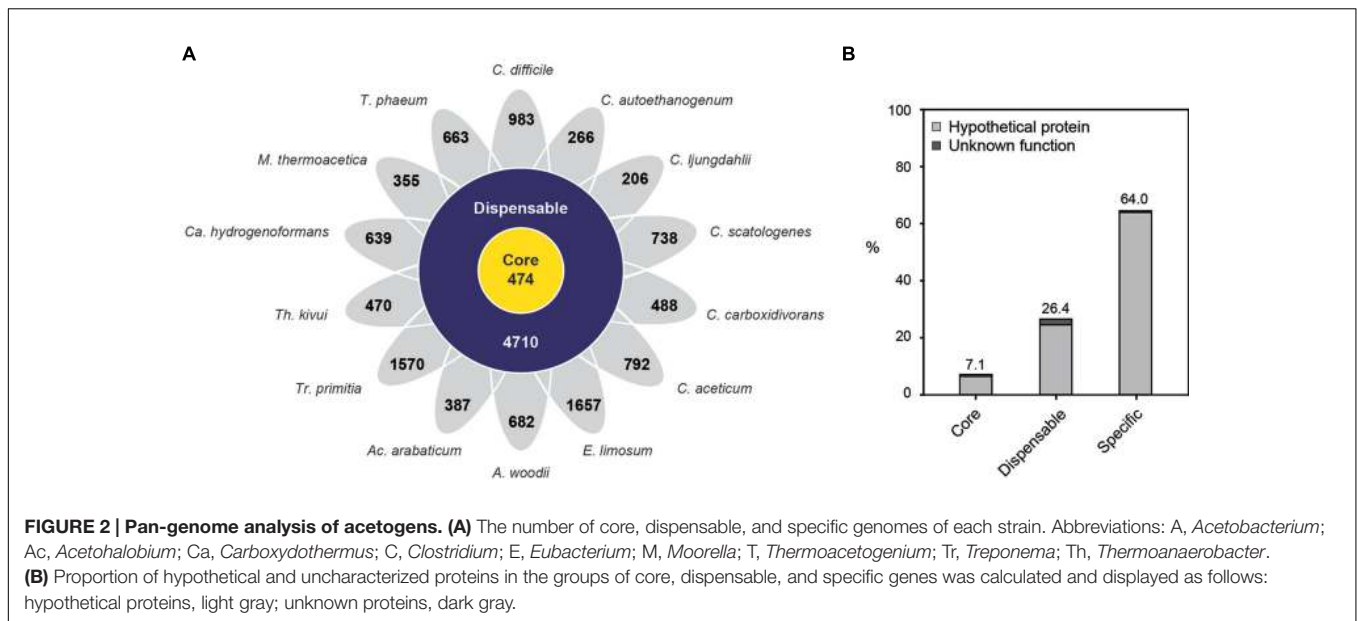 A
C. difficile
983
C. autoethanogenum
266
C. ljungdahlii
206
C. scatologenes
738
C. carboxidivorans
488
C. aceticum
792
E. limosum
1657
A. woodii
682
Ac. arabaticum
387
Tr. primitia
1570
Th. kivui
470
Ca. hydrogenoformans
639
M. thermoacetica
355
T. phaeum
663
Dispensable
Core
474
4710
B
100
80
60
40
20
0
%
Hypothetical protein
Unknown function
7.1
26.4
64.0
Core
Dispensable
Specific
FIGURE 2 | Pan-genome analysis of acetogens. (A) The number of core, dispensable, and specific genomes of each strain. Abbreviations: A, Acetobacterium;
Ac, Acetohalobium; Ca, Carboxydothermus; C, Clostridium; E, Eubacterium; M, Moorella; T, Thermoacetogenium; Tr, Treponema; Th, Thermoanaerobacter.
(B) Proportion of hypothetical and uncharacterized proteins in the groups of core, dispensable, and specific genes was calculated and displayed as follows:
hypothetical proteins, light gray; unknown proteins, dark gray.